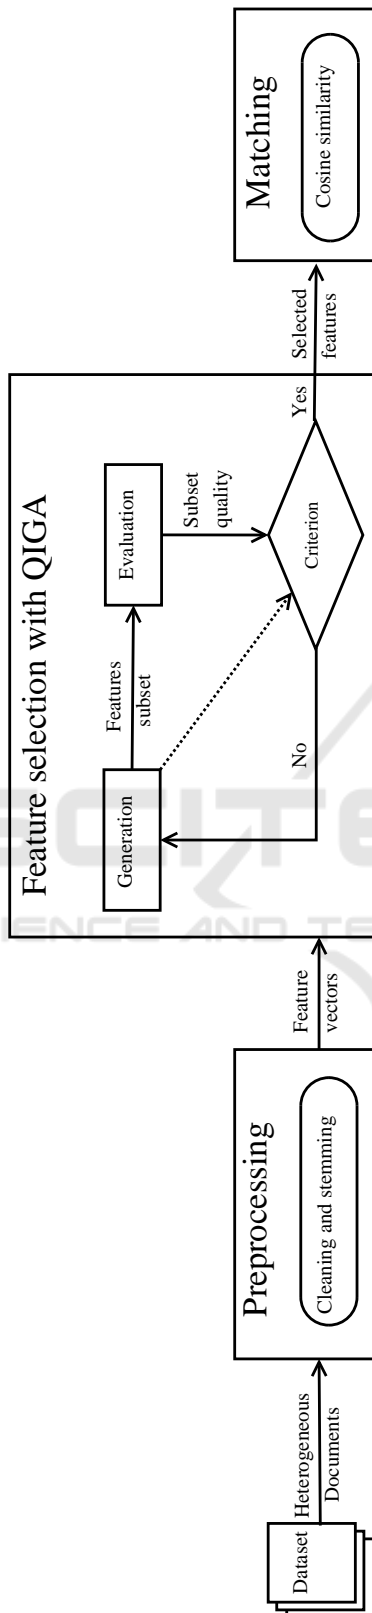 Dataset
Heterogeneous
Documents
Preprocessing
Cleaning and stemming
Feature
vectors
Feature selection with QIGA
Generation
Features
subset
Evaluation
Subset
quality
Criterion
No
Yes
Selected
features
Matching
Cosine similarity